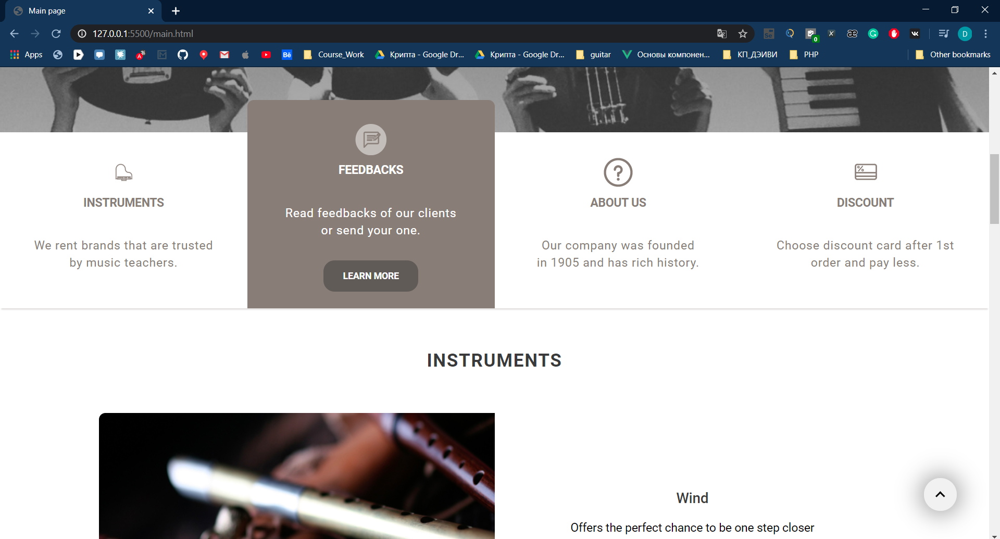 Main page
127.0.0.1:5500/main.html
Apps
Course_Work
Крипта - Google Dr...
Крипта - Google Dr...
guitar
Основы компонен...
КП_ДЭИВИ
PHP
Other bookmarks
0
D
INSTRUMENTS
We rent brands that are trusted
by music teachers.
FEEDBACKS
Read feedbacks of our clients
or send your one.
LEARN MORE
ABOUT US
Our company was founded
in 1905 and has rich history.
DISCOUNT
Choose discount card after 1st
order and pay less.
INSTRUMENTS
Wind
Offers the perfect chance to be one step closer